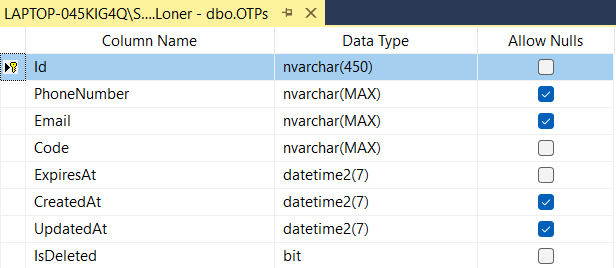 LAPTOP-045KIG4Q\S....Loner - dbo.OTPs
Column Name Data Type Allow Nulls
Id nvarchar(450)
PhoneNumber nvarchar(MAX)
Email nvarchar(MAX)
Code nvarchar(MAX)
ExpiresAt datetime2(7)
CreatedAt datetime2(7)
UpdatedAt datetime2(7)
IsDeleted bit